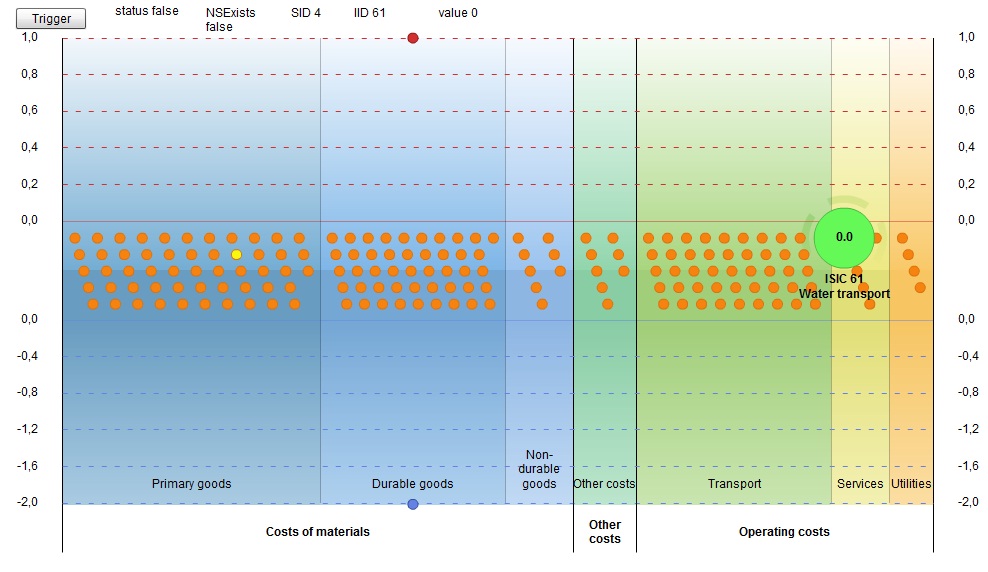 Trigger
status false
NSExists
false
SID 4
IID 61
value 0
1,0
1,0
0,8
0,8
0,6
0,6
0,4
0,4
0,2
0,2
0,0
0,0
0.0
ISIC 61
Water transport
0,0
0,0
-0,4
-0,4
-0,8
-0,8
-1,2
-1,2
-1,6
-1,6
-2,0
-2,0
Primary goods
Durable goods
Non-
durable
goods
Other costs
Transport
Services
Utilities
Costs of materials
Other
costs
Operating costs